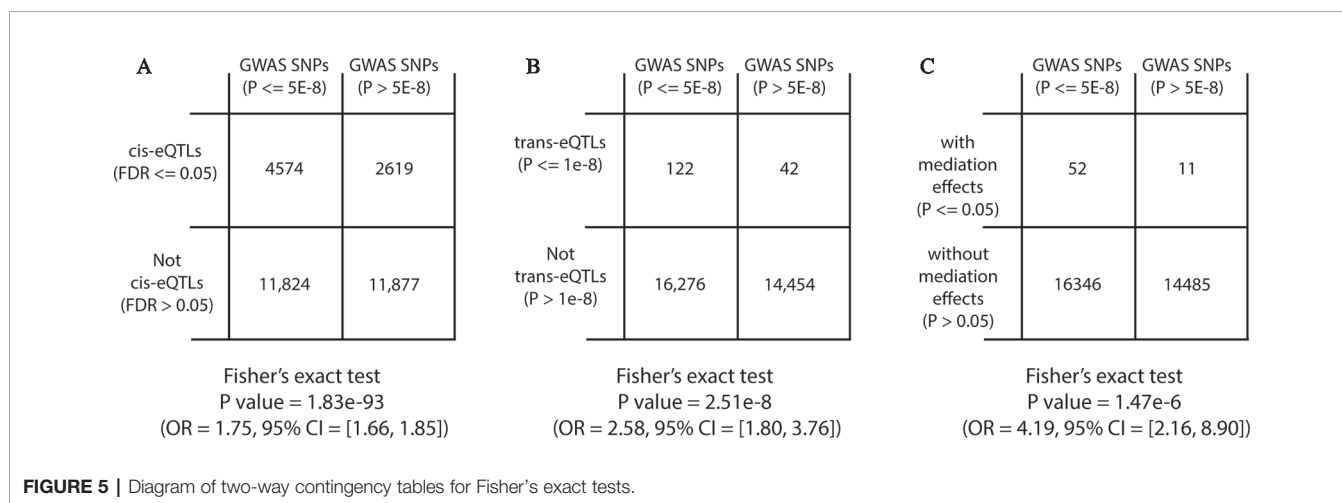 A
GWAS SNPs
(P <= 5E-8)
GWAS SNPs
(P > 5E-8)
cis-eQTLs
(FDR <= 0.05)
4574
2619
Not
cis-eQTLs
(FDR > 0.05)
11,824
11,877
Fisher's exact test
P value = 1.83e-93
(OR = 1.75, 95% CI = [1.66, 1.85])
B
GWAS SNPs
(P <= 5E-8)
GWAS SNPs
(P > 5E-8)
trans-eQTLs
(P <= 1e-8)
122
42
Not
trans-eQTLs
(P > 1e-8)
16,276
14,454
Fisher's exact test
P value = 2.51e-8
(OR = 2.58, 95% CI = [1.80, 3.76])
C
GWAS SNPs
(P <= 5E-8)
GWAS SNPs
(P > 5E-8)
with
mediation
effects
(P <= 0.05)
52
11
without
mediation
effects
(P > 0.05)
16346
14485
Fisher's exact test
P value = 1.47e-6
(OR = 4.19, 95% CI = [2.16, 8.90])
FIGURE 5 | Diagram of two-way contingency tables for Fisher's exact tests.